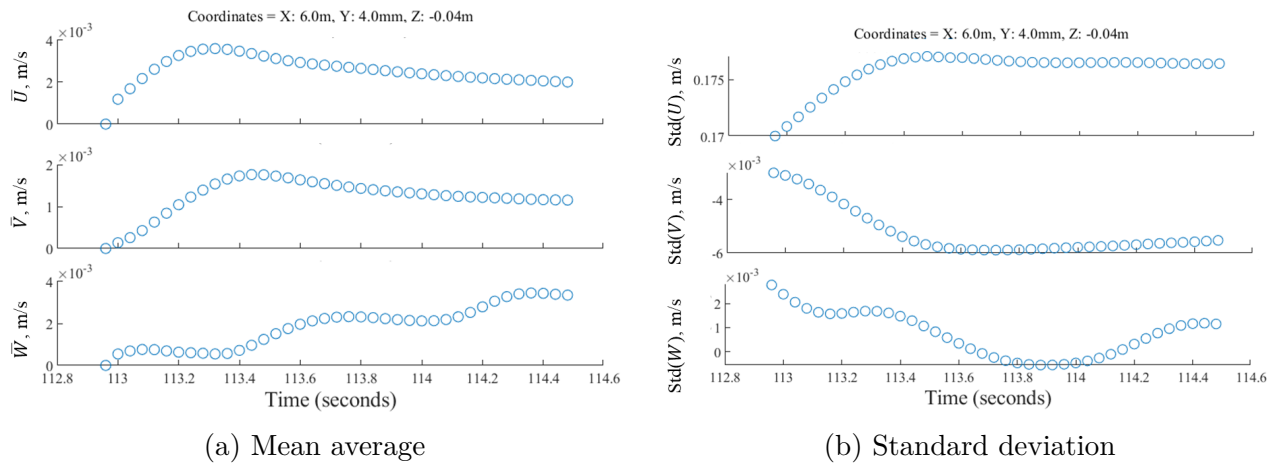 Coordinates = X: 6.0m, Y: 4.0mm, Z: -0.04m
×10⁻³
4
2
0
U̅, m/s
×10⁻³
2
1
0
V̅, m/s
×10⁻³
4
2
0
W̅, m/s
112.8 113 113.2 113.4 113.6 113.8 114 114.2 114.4 114.6
Time (seconds)
(a) Mean average
Coordinates = X: 6.0m, Y: 4.0mm, Z: -0.04m
0.175
0.17
Std(U), m/s
×10⁻³
-4
-6
Std(V), m/s
×10⁻³
2
1
0
Std(W), m/s
112.8 113 113.2 113.4 113.6 113.8 114 114.2 114.4 114.6
Time (seconds)
(b) Standard deviation